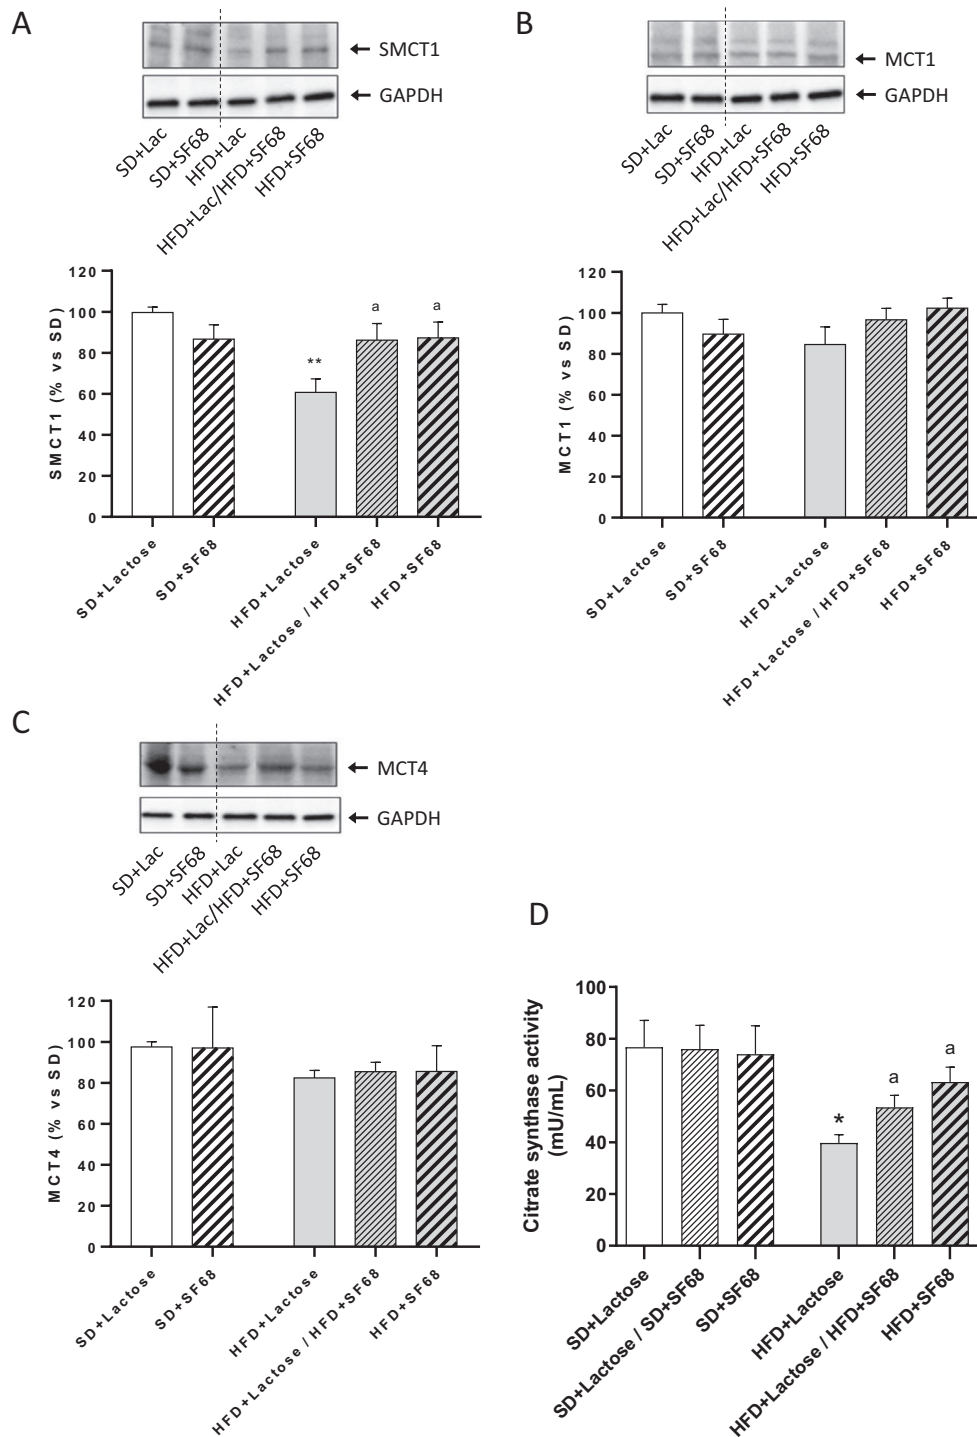 A
SMCT1
GAPDH
SD+Lac
SD+SF68
HFD+Lac
HFD+Lac/HFD+SF68
HFD+SF68
SMCT1 (% vs SD)
120
100
80
60
40
20
0
**
a
a
SD+Lactose
SD+SF68
HFD+Lactose
HFD+Lactose / HFD+SF68
HFD+SF68
B
MCT1
GAPDH
SD+Lac
SD+SF68
HFD+Lac
HFD+Lac/HFD+SF68
HFD+SF68
MCT1 (% vs SD)
120
100
80
60
40
20
0
SD+Lactose
SD+SF68
HFD+Lactose
HFD+Lactose / HFD+SF68
HFD+SF68
C
MCT4
GAPDH
SD+Lac
SD+SF68
HFD+Lac
HFD+Lac/HFD+SF68
HFD+SF68
MCT4 (% vs SD)
120
100
80
60
40
20
0
SD+Lactose
SD+SF68
HFD+Lactose
HFD+Lactose / HFD+SF68
HFD+SF68
D
Citrate synthase activity
(mU/mL)
100
80
60
40
20
0
*
a
a
SD+Lactose
SD+Lactose / SD+SF68
SD+SF68
HFD+Lactose
HFD+Lactose / HFD+SF68
HFD+SF68